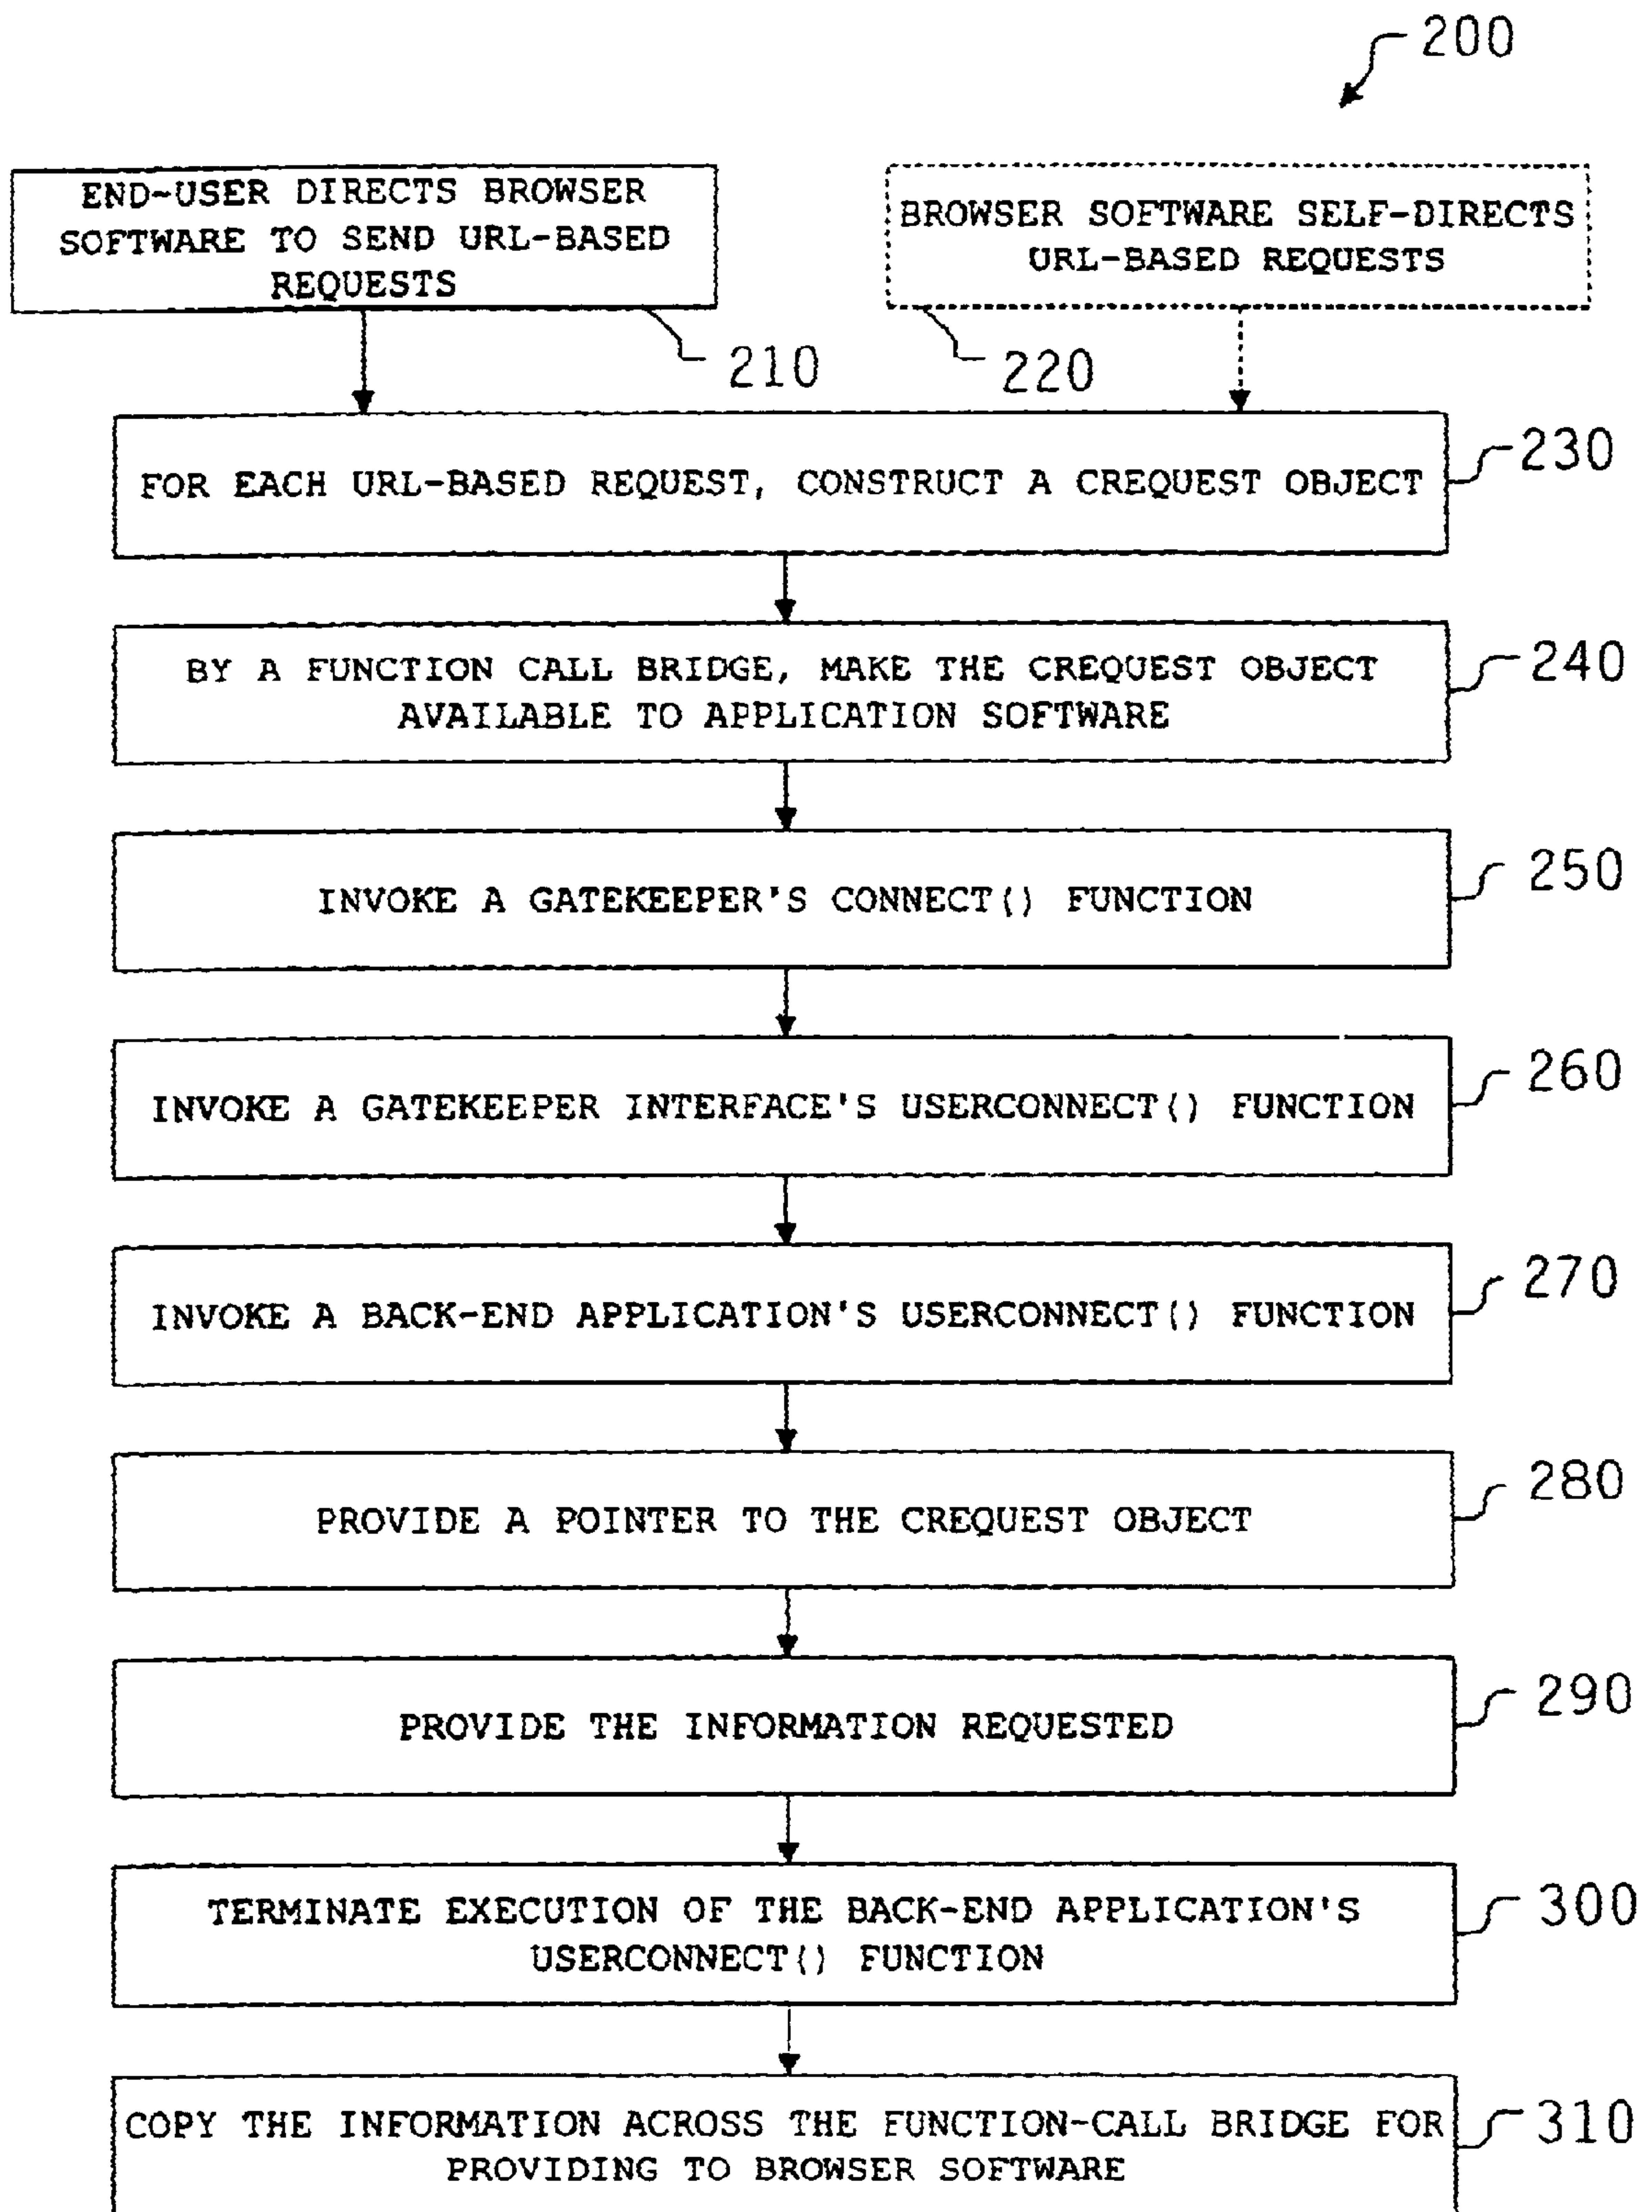 200
END-USER DIRECTS BROWSER
SOFTWARE TO SEND URL-BASED
REQUESTS
210
BROWSER SOFTWARE SELF-DIRECTS
URL-BASED REQUESTS
220
FOR EACH URL-BASED REQUEST, CONSTRUCT A CREQUEST OBJECT
230
BY A FUNCTION CALL BRIDGE, MAKE THE CREQUEST OBJECT
AVAILABLE TO APPLICATION SOFTWARE
240
INVOKE A GATEKEEPER'S CONNECT() FUNCTION
250
INVOKE A GATEKEEPER INTERFACE'S USERCONNECT() FUNCTION
260
INVOKE A BACK-END APPLICATION'S USERCONNECT() FUNCTION
270
PROVIDE A POINTER TO THE CREQUEST OBJECT
280
PROVIDE THE INFORMATION REQUESTED
290
TERMINATE EXECUTION OF THE BACK-END APPLICATION'S
USERCONNECT() FUNCTION
300
COPY THE INFORMATION ACROSS THE FUNCTION-CALL BRIDGE FOR
PROVIDING TO BROWSER SOFTWARE
310